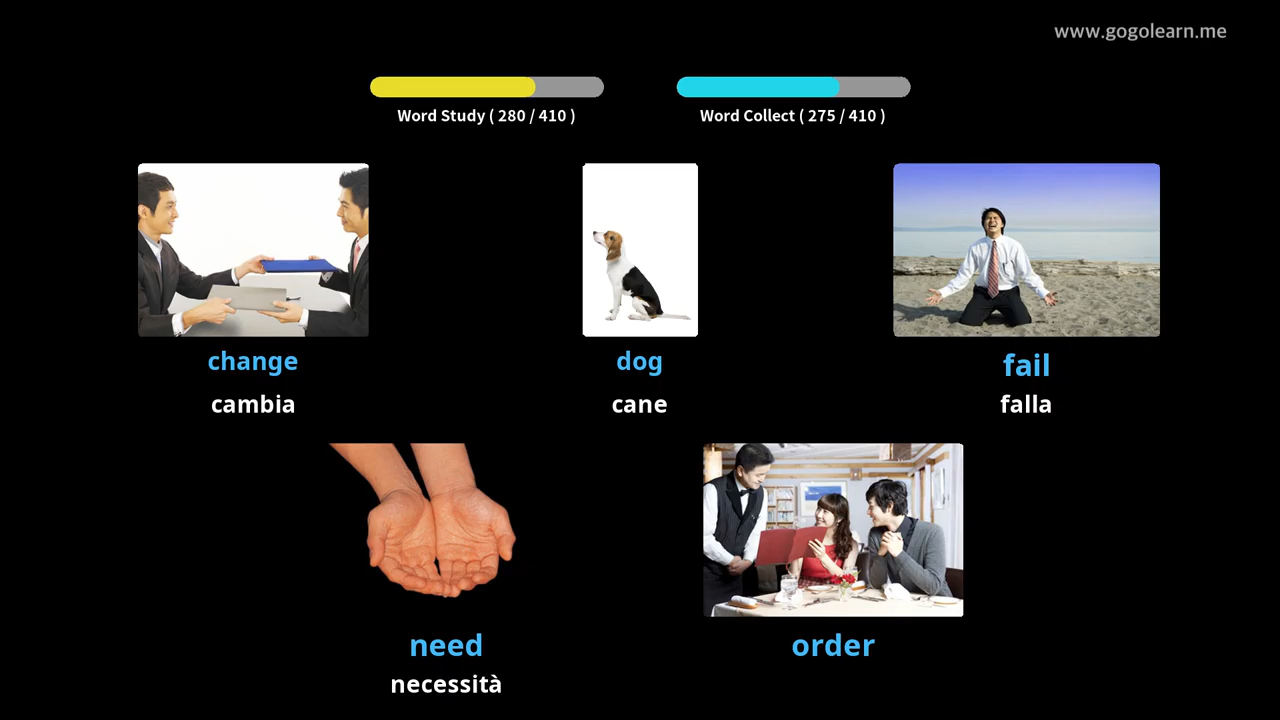 www.gogolearn.me
Word Study ( 280 / 410 )
Word Collect ( 275 / 410 )
change
dog
fail
cambia
cane
falla
need
order
necessità